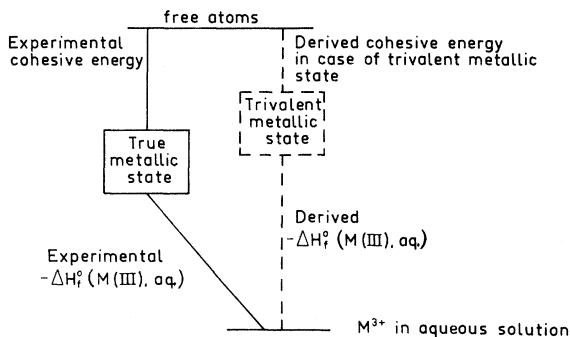 free atoms
Experimental
cohesive energy
Derived cohesive energy
in case of trivalent metallic
state
Trivalent
metallic
state
True
metallic
state
Derived
-ΔH°f (M(III), aq.)
Experimental
-ΔH°f (M(III), aq.)
M³⁺ in aqueous solution